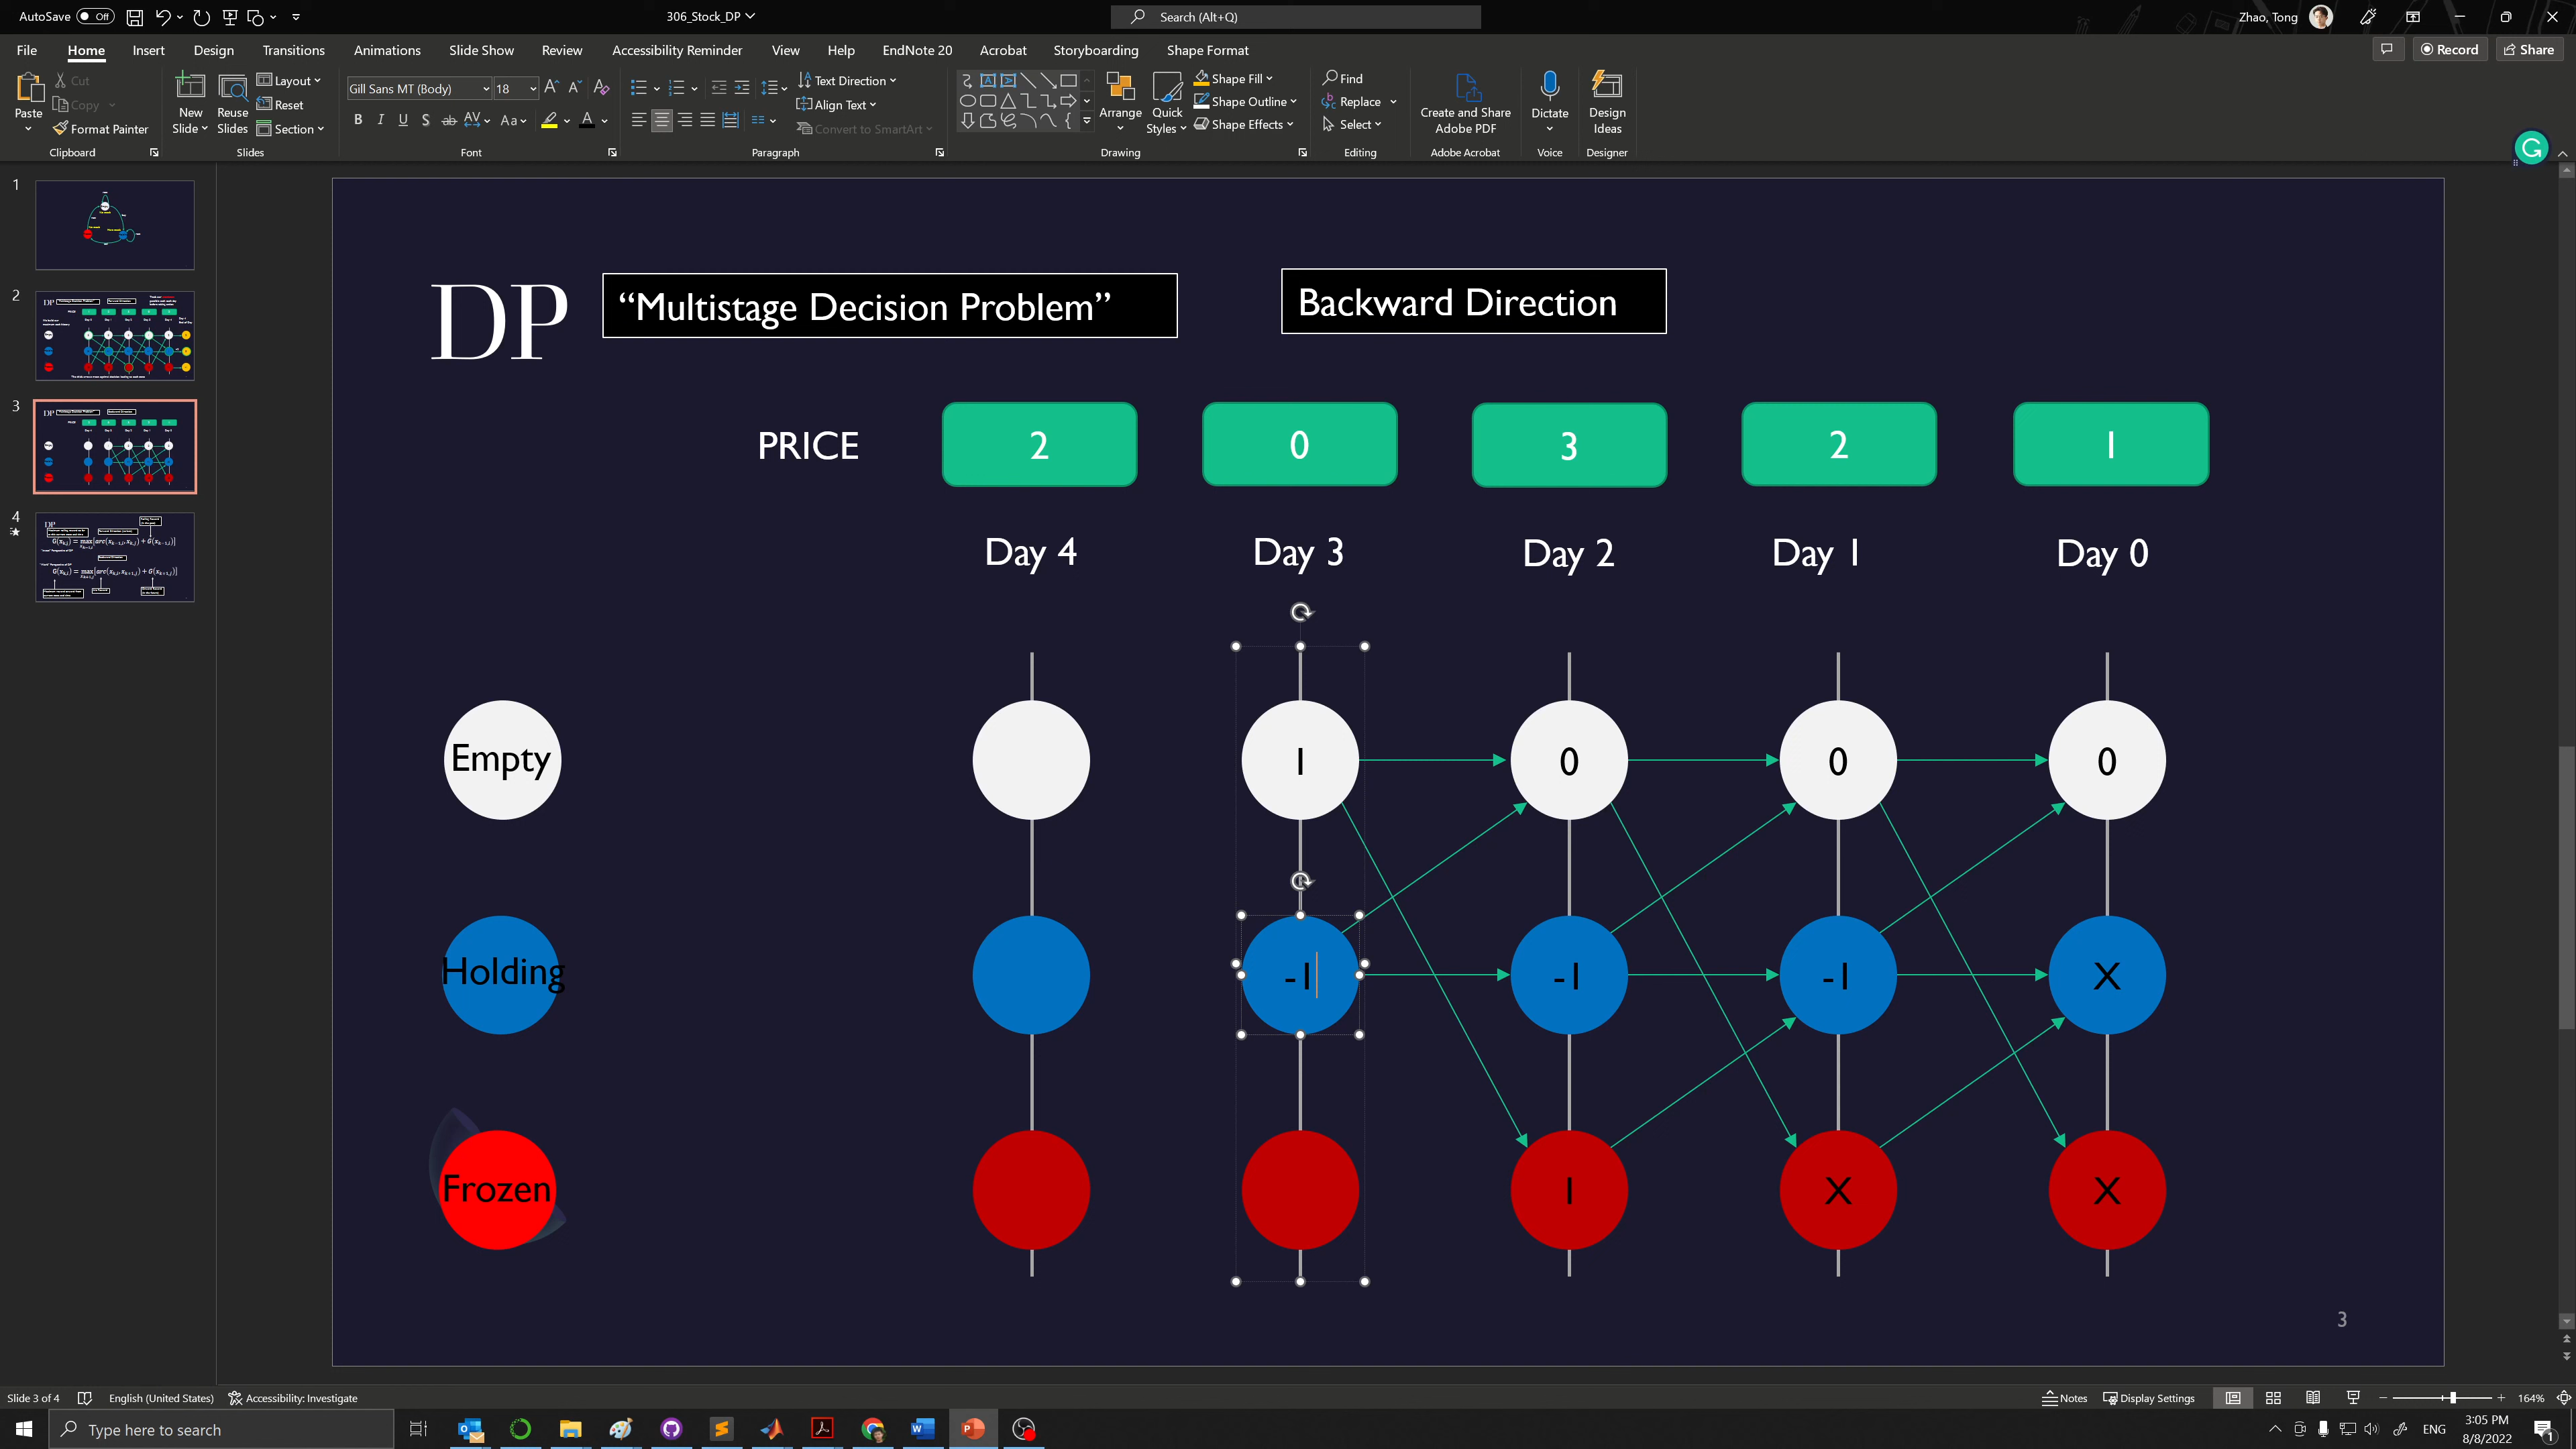 AutoSave Off
306_Stock_DP
Search (Alt+Q)
Zhao, Tong
File Home Insert Design Transitions Animations Slide Show Review Accessibility Reminder View Help EndNote 20 Acrobat Storyboarding Shape Format
Record Share
Paste
Cut
Copy
Format Painter
Clipboard
New Slide
Reuse Slides
Layout
Reset
Section
Slides
Gill Sans MT (Body) 18
Font
Text Direction
Align Text
Convert to SmartArt
Paragraph
Arrange
Quick Styles
Shape Fill
Shape Outline
Shape Effects
Drawing
Find
Replace
Select
Editing
Create and Share Adobe PDF
Adobe Acrobat
Dictate
Voice
Design Ideas
Designer
1
2
3
4
DP
“Multistage Decision Problem”
Backward Direction
PRICE 2 0 3 2 1
Day 4 Day 3 Day 2 Day 1 Day 0
Empty 1 0 0 0
Holding -1 -1 -1 X
Frozen 1 X X
3
Slide 3 of 4 English (United States) Accessibility: Investigate
Notes Display Settings 164%
Type here to search
ENG
3:05 PM
8/8/2022
1